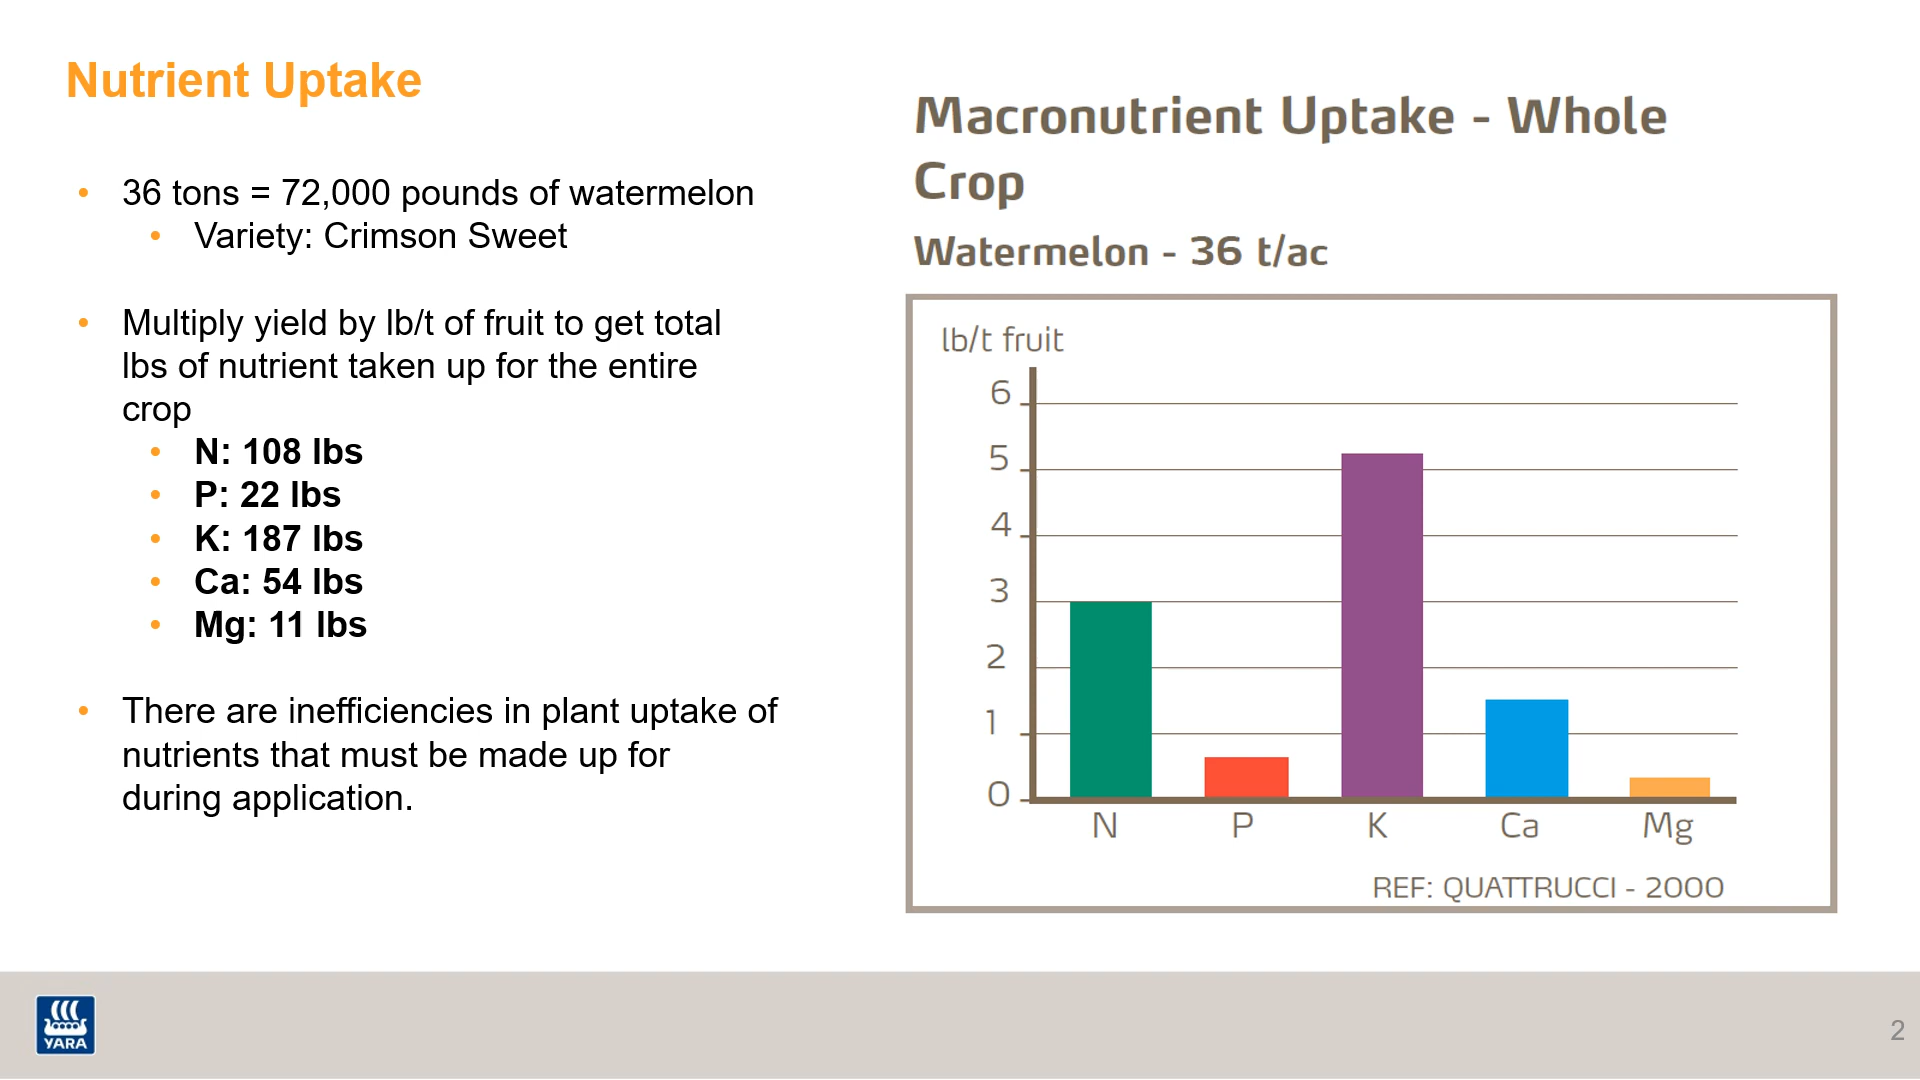 Nutrient Uptake
• 36 tons = 72,000 pounds of watermelon
• Variety: Crimson Sweet
• Multiply yield by lb/t of fruit to get total
lbs of nutrient taken up for the entire
crop
• N: 108 lbs
• P: 22 lbs
• K: 187 lbs
• Ca: 54 lbs
• Mg: 11 lbs
• There are inefficiencies in plant uptake of
nutrients that must be made up for
during application.
Macronutrient Uptake - Whole
Crop
Watermelon - 36 t/ac
lb/t fruit
6
5
4
3
2
1
0
N P K Ca Mg
REF: QUATTRUCCI - 2000
YARA
2